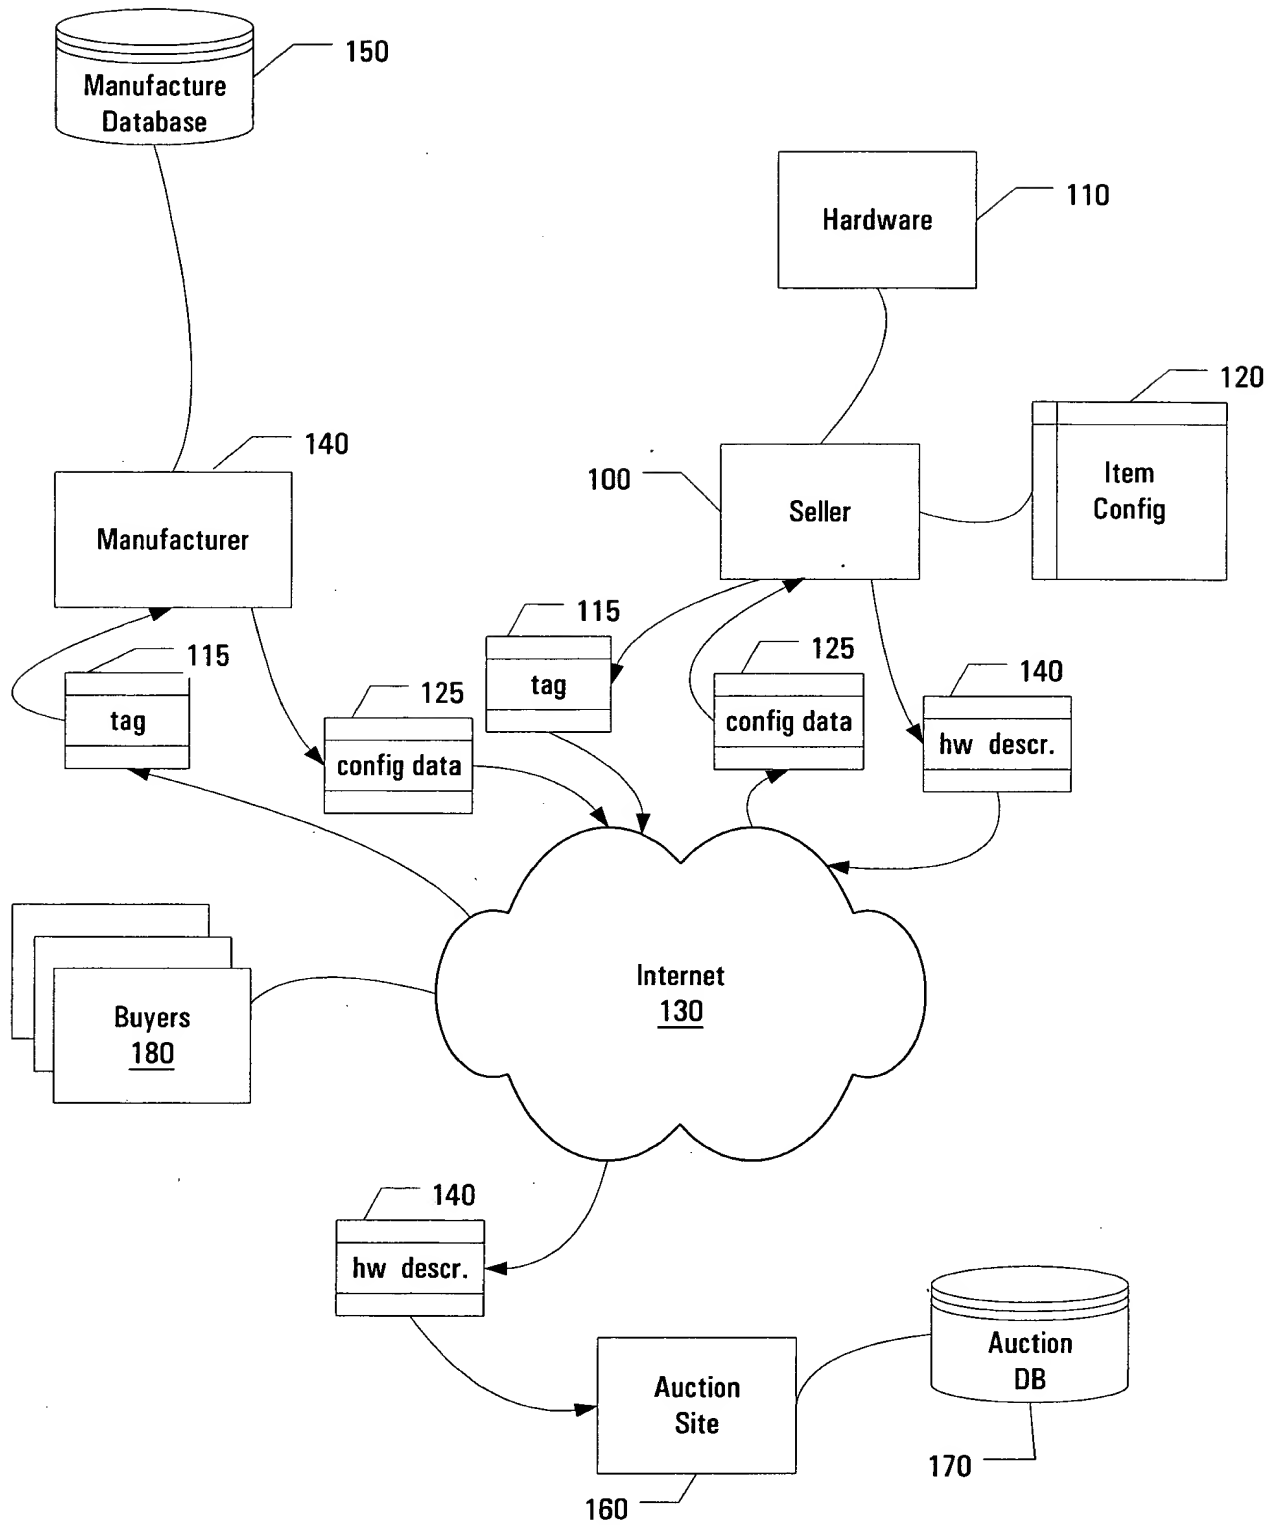 150
Manufacture
Database
Hardware
110
120
Item
Config
140
100
Seller
Manufacturer
115
115
125
125
140
tag
tag
config data
config data
hw descr.
Internet
130
Buyers
180
140
hw descr.
Auction
Site
160
Auction
DB
170